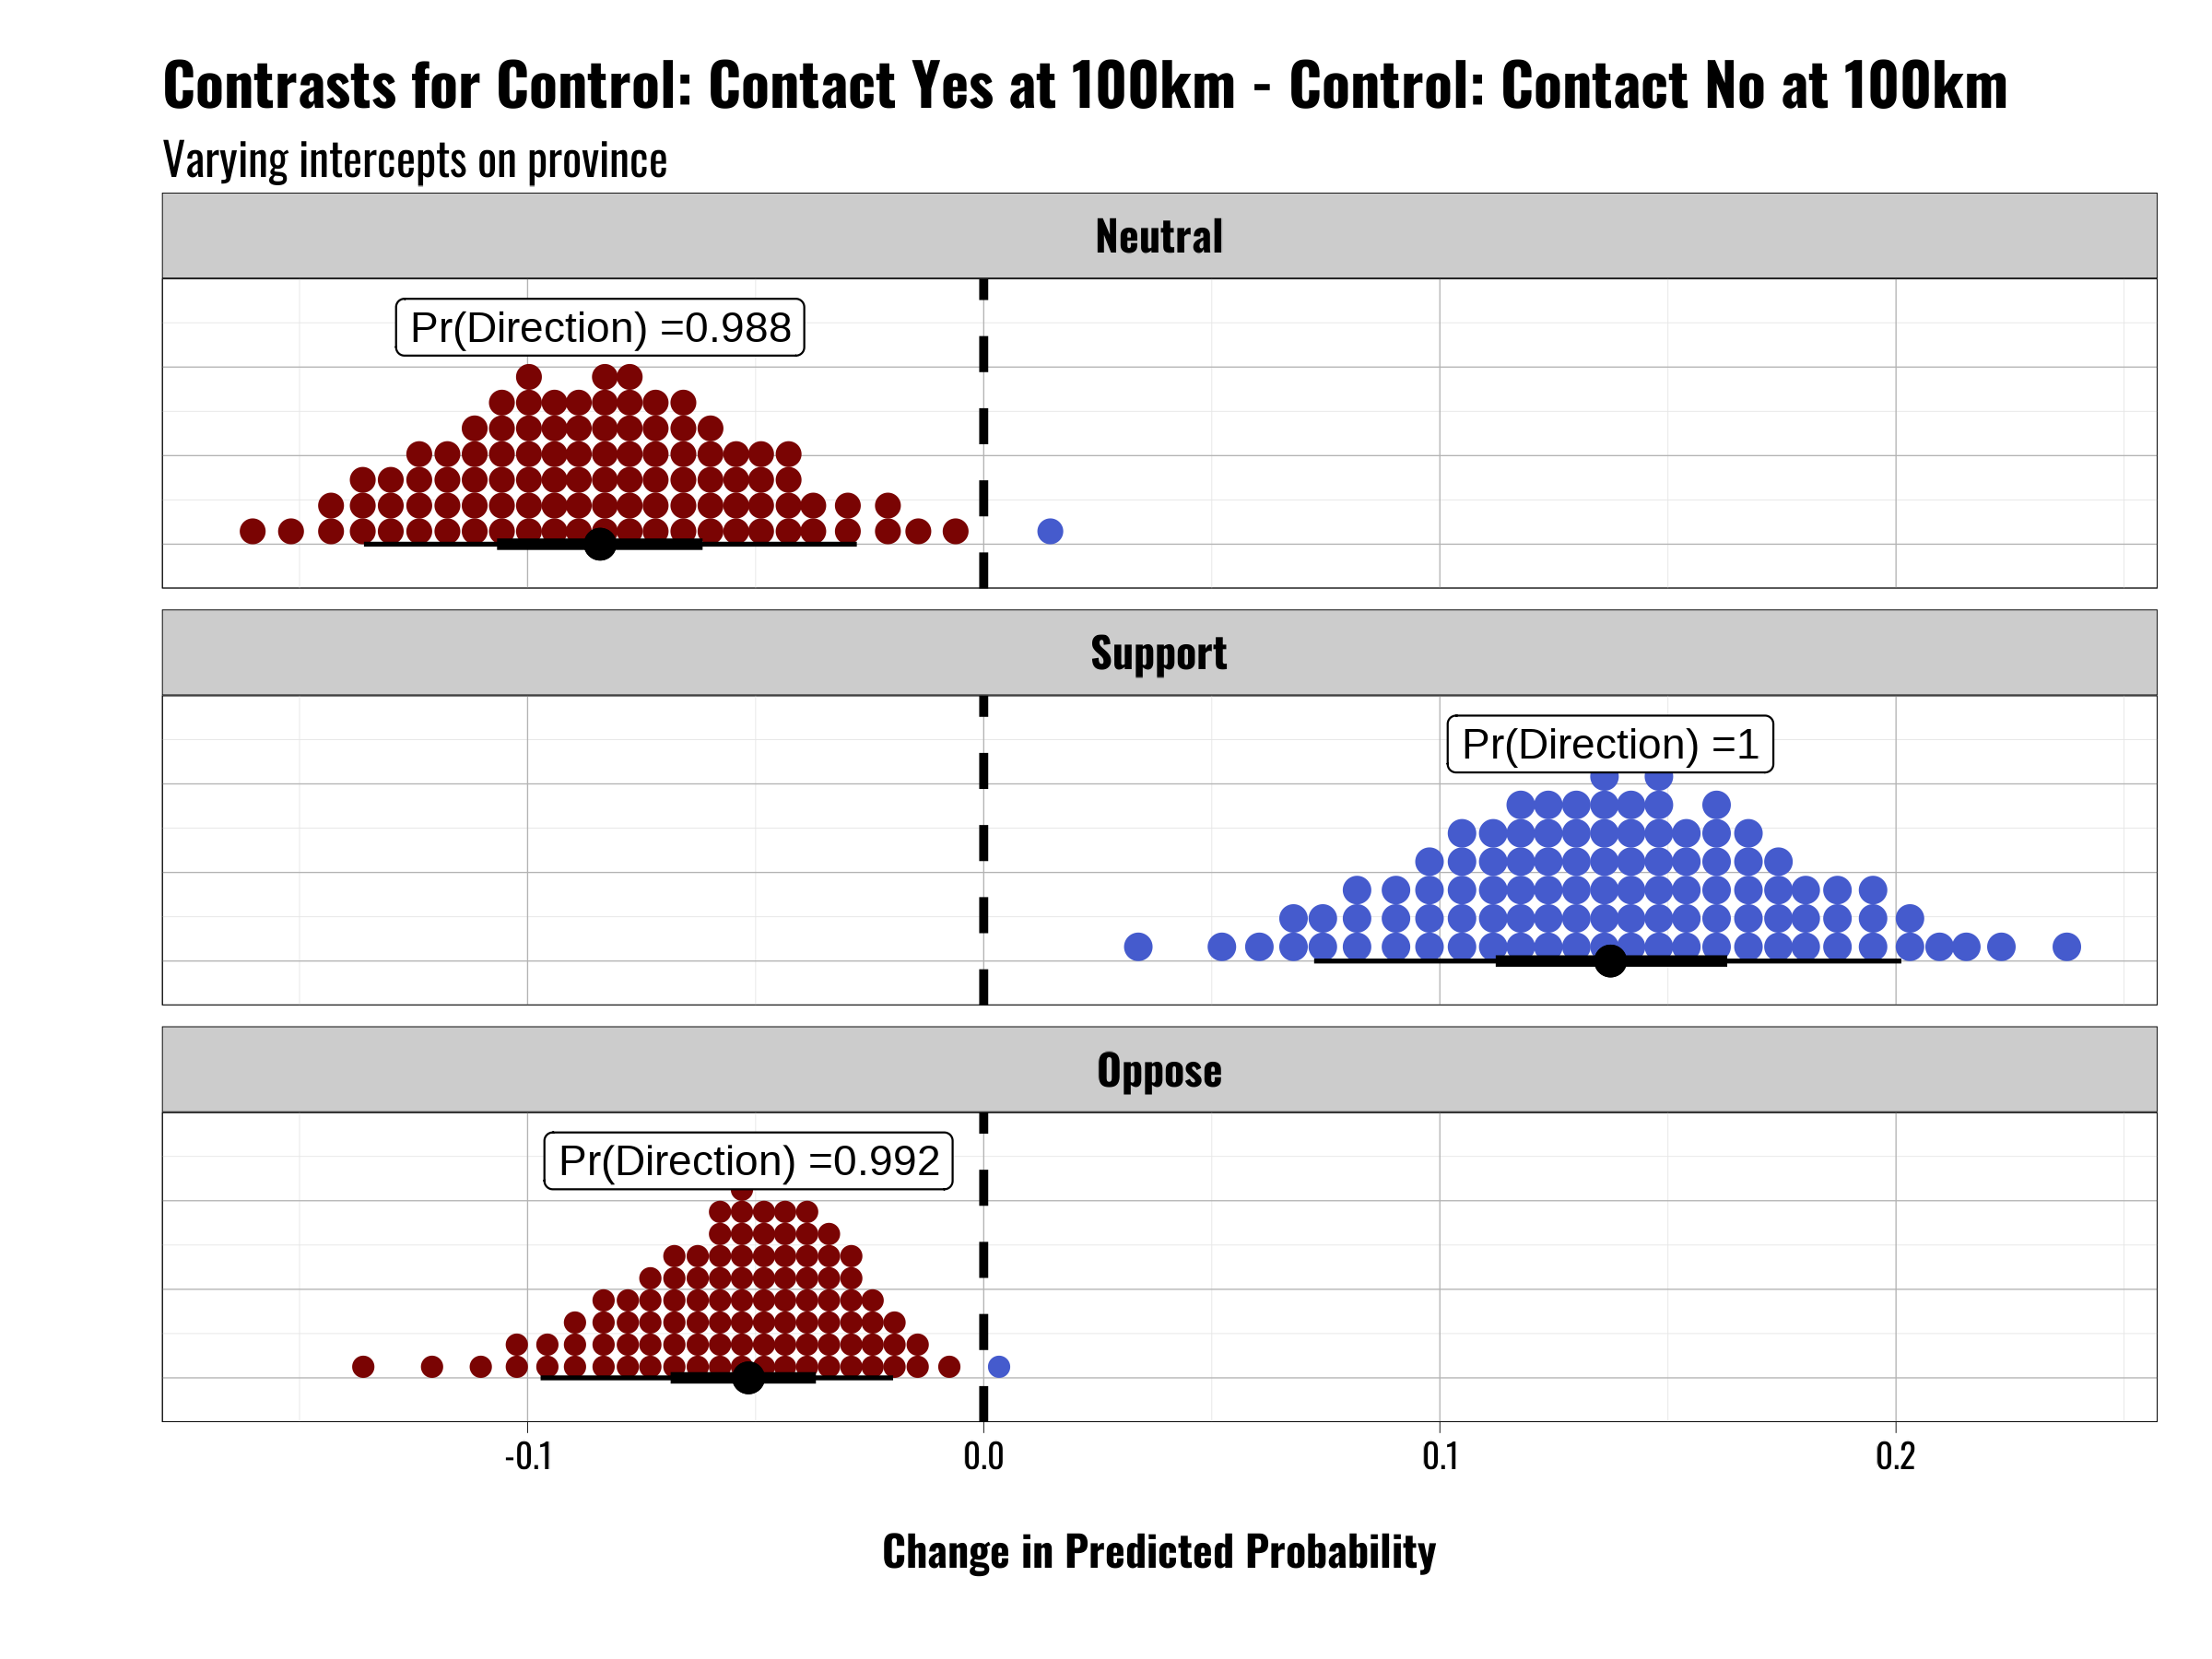 Contrasts for Control: Contact Yes at 100km - Control: Contact No at 100km
Varying intercepts on province
Neutral
Pr(Direction) =0.988
Support
Pr(Direction) =1
Oppose
Pr(Direction) =0.992
-0.1
0.0
0.1
0.2
Change in Predicted Probability